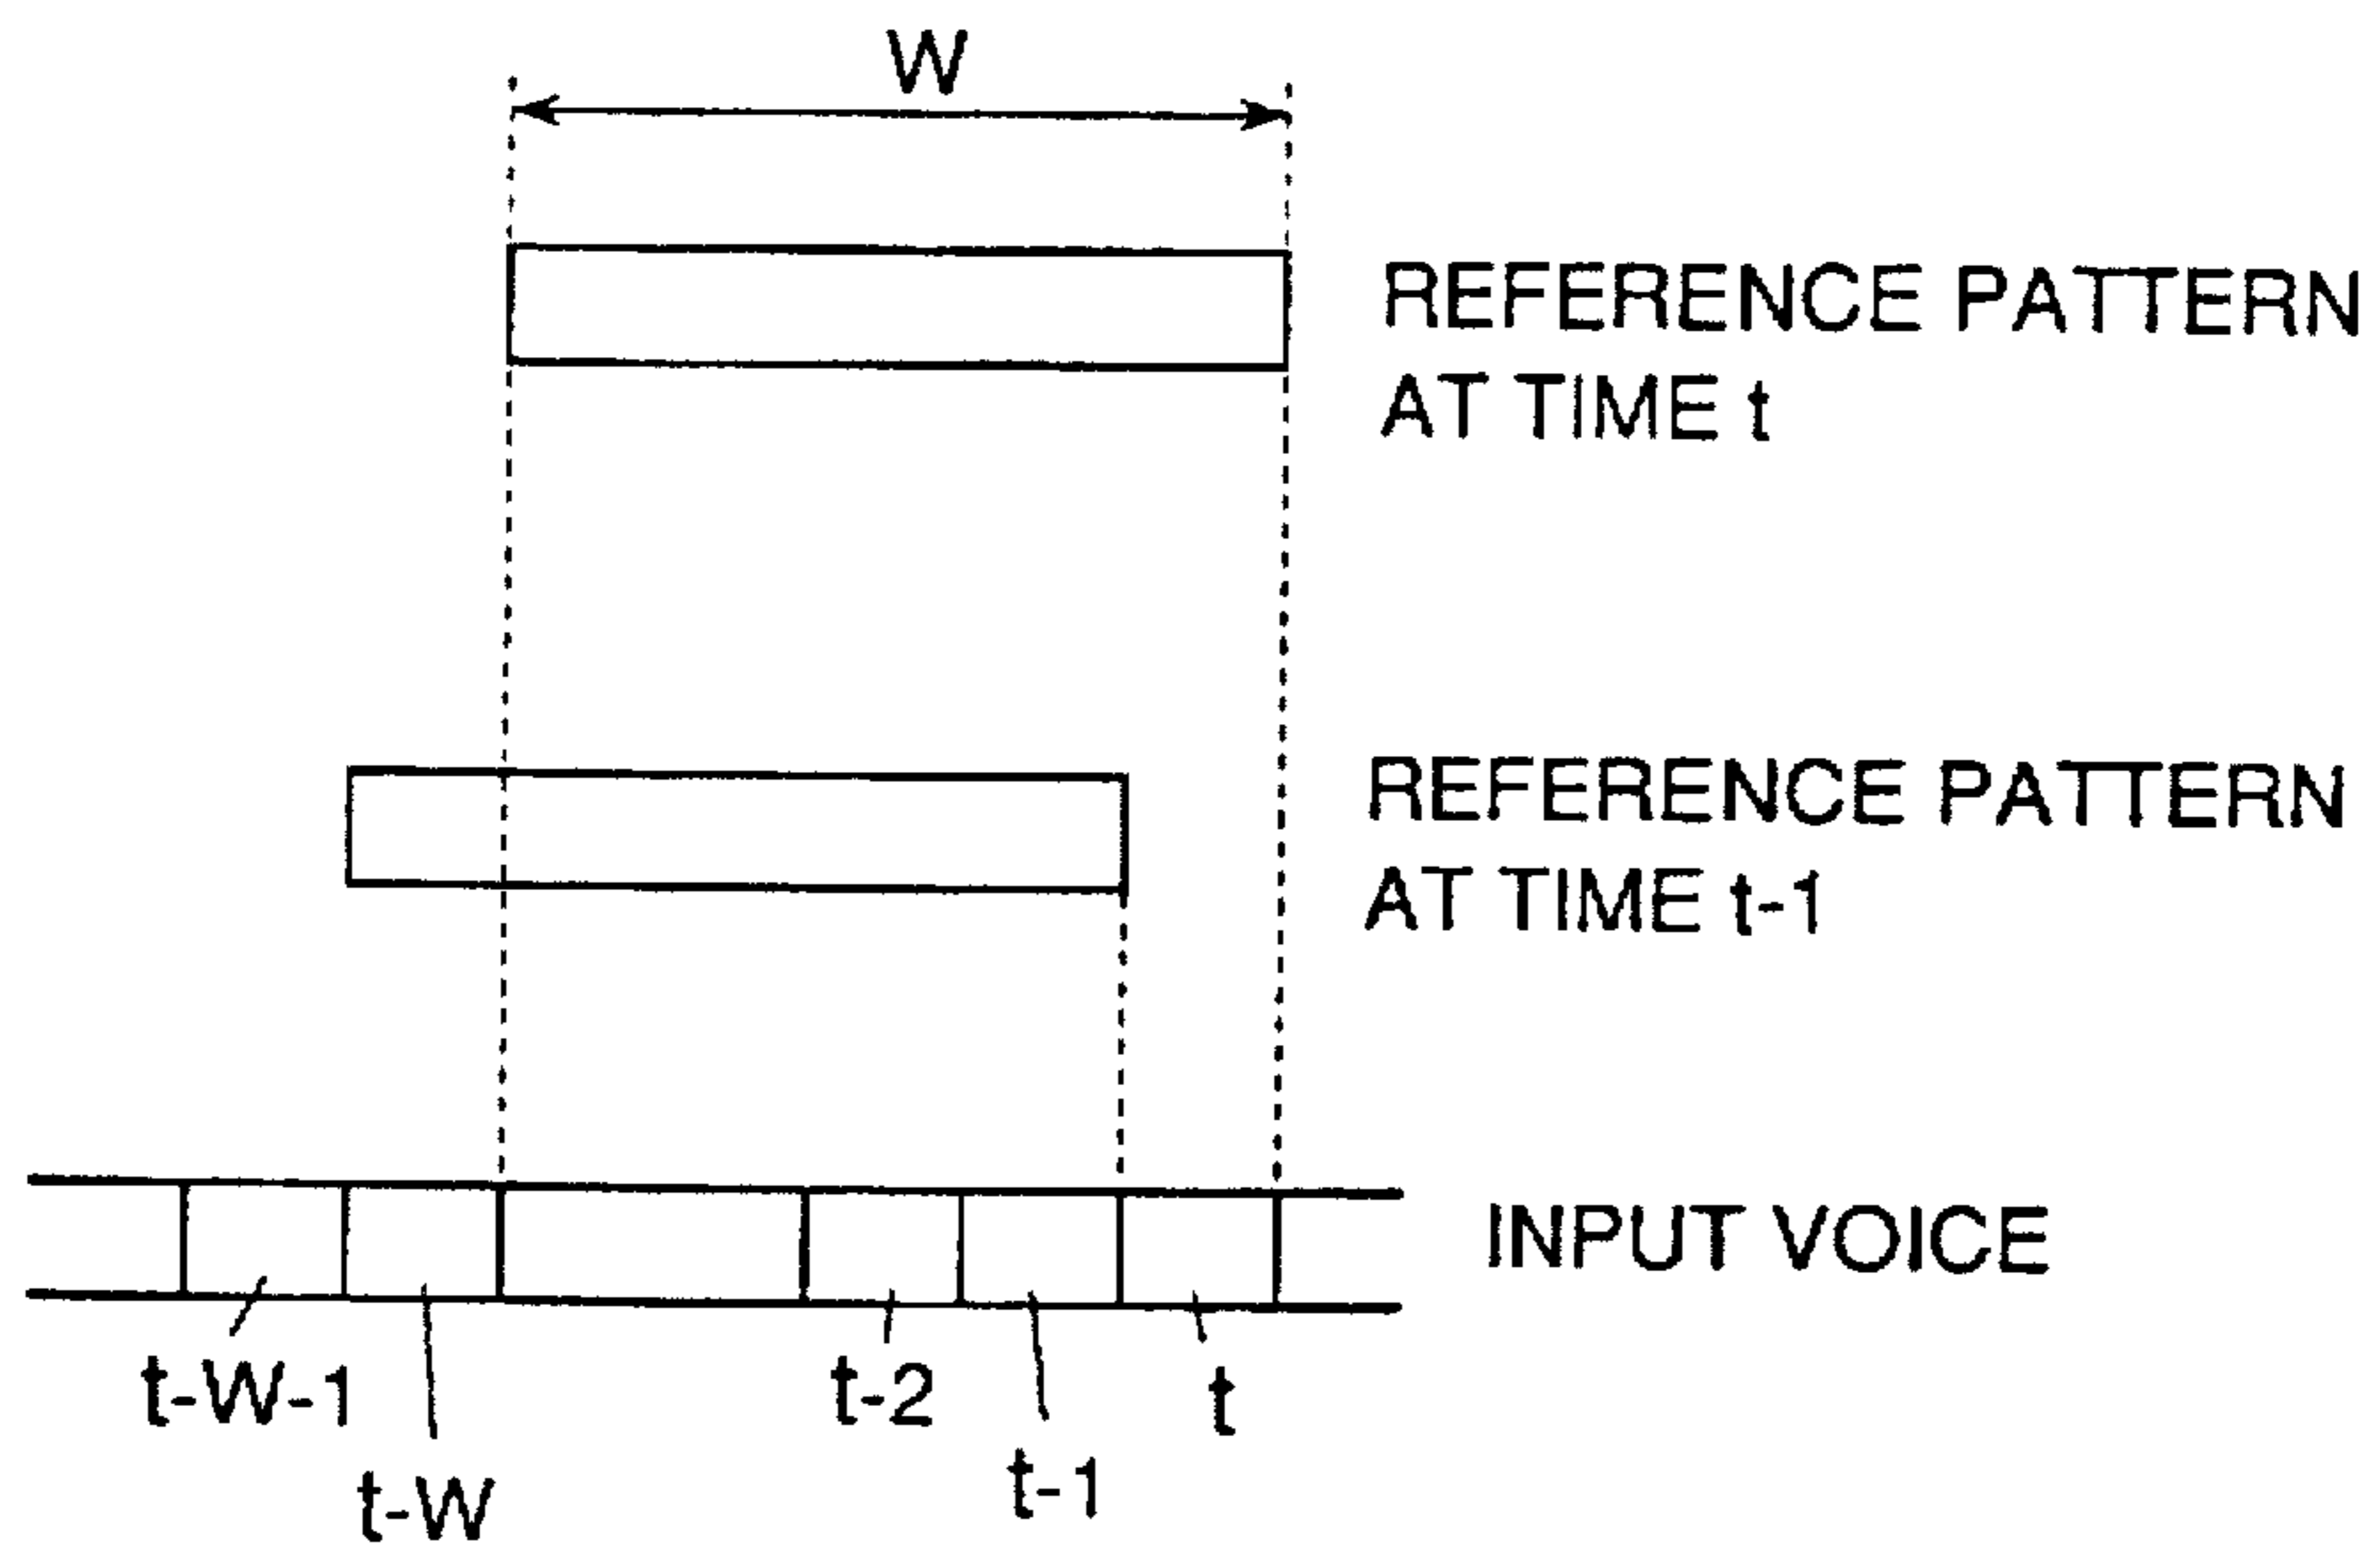 W
REFERENCE PATTERN
AT TIME t
REFERENCE PATTERN
AT TIME t-1
INPUT VOICE
t-W-1
t-W
t-2
t-1
t